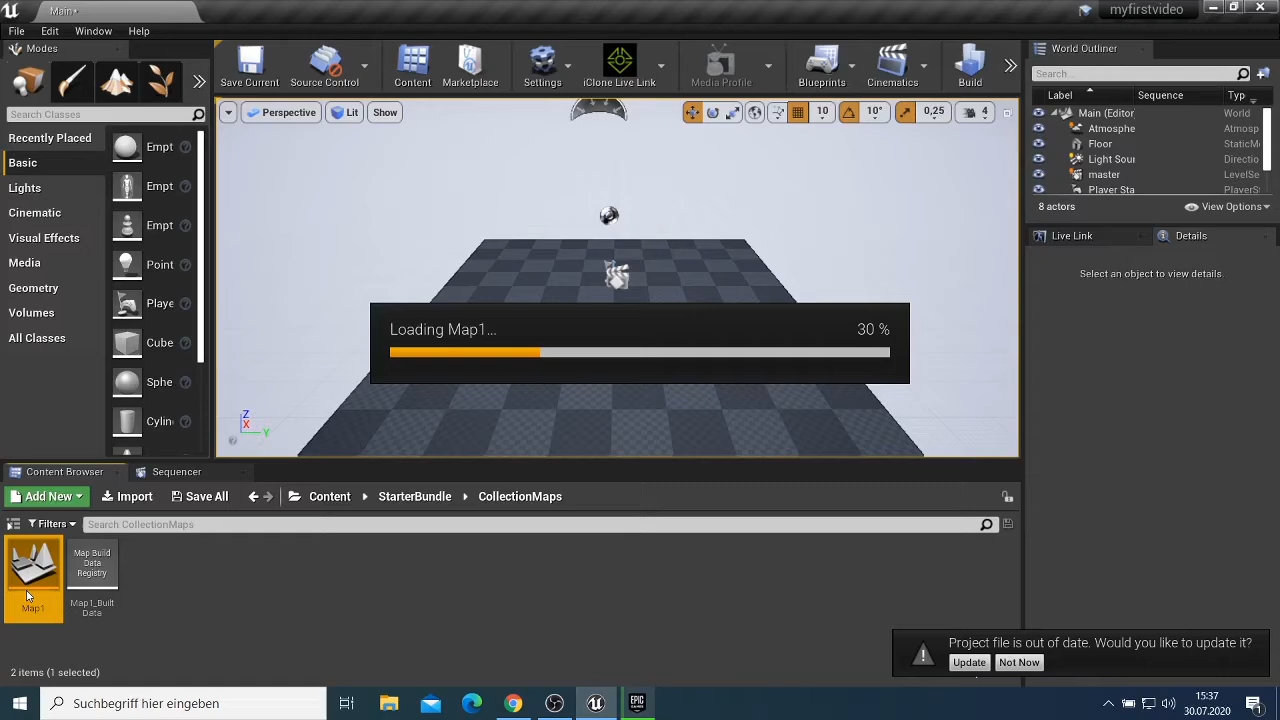 Main*
myfirstvideo
File Edit Window Help
Modes
World Outliner
Save Current
Source Control
Content
Marketplace
Settings
iClone Live Link
Media Profile
Blueprints
Cinematics
Build
Search...
Label Sequence Typ
Search Classes
Perspective Lit Show
10 10° 0,25 4
Recently Placed
Basic
Lights
Cinematic
Visual Effects
Media
Geometry
Volumes
All Classes
Empt
Empt
Empt
Point
Playe
Cube
Sphe
Cylin
Main (Editor World
Atmosphe Atmosp
Floor StaticMe
Light Sour Directio
master LevelSe
Player Sta PlayerS
8 actors View Options
Live Link Details
Select an object to view details.
Loading Map1... 30 %
Z
X
Y
Content Browser Sequencer
Add New Import Save All Content StarterBundle CollectionMaps
Filters Search CollectionMaps
Map1
Map Build
Data
Registry
Map1_Built
Data
2 items (1 selected)
Project file is out of date. Would you like to update it?
Update Not Now
Suchbegriff hier eingeben
EPIC
GAMES
15:37
30.07.2020